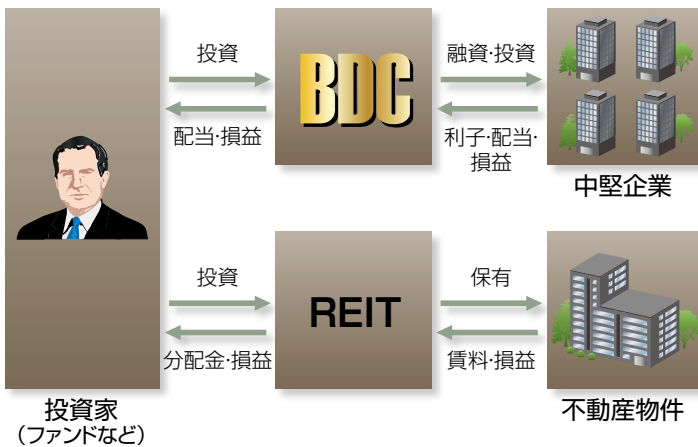 投資
BDC
融資・投資
配当・損益
利子・配当・
損益
中堅企業
投資
REIT
保有
分配金・損益
賃料・損益
投資家
(ファンドなど)
不動産物件